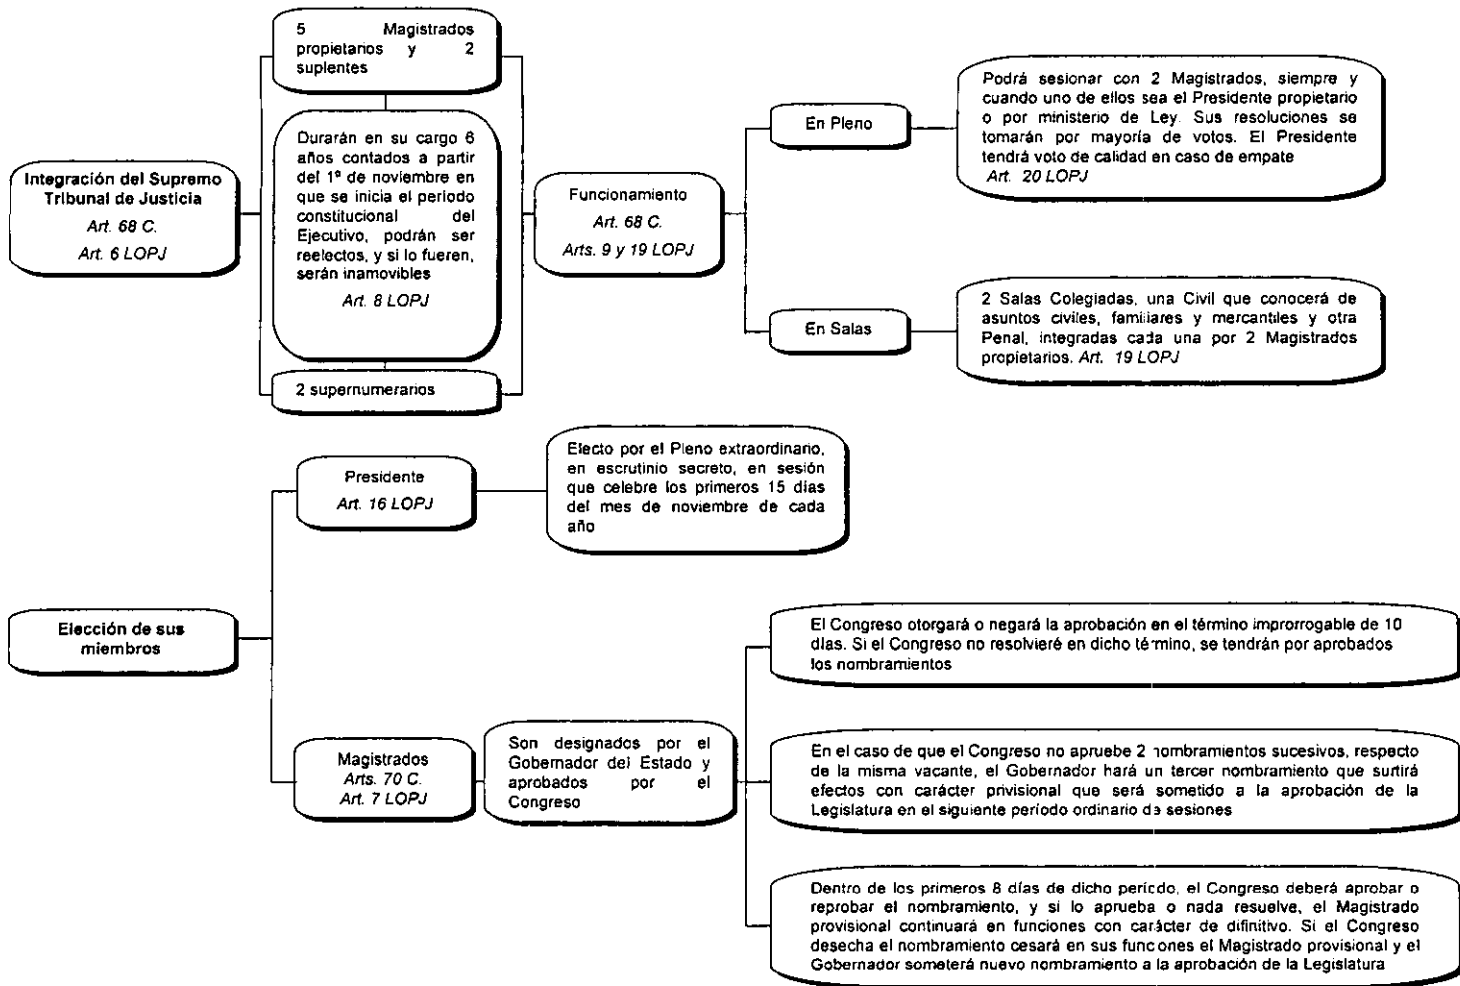 5 Magistrados
propietarios y 2
suplentes
Integración del Supremo
Tribunal de Justicia
Art. 68 C.
Art. 6 LOPJ
Durarán en su cargo 6
años contados a partir
del 1º de noviembre en
que se inicia el período
constitucional del
Ejecutivo, podrán ser
reelectos, y si lo fueren,
serán inamovibles
Art. 8 LOPJ
2 supernumerarios
Funcionamiento
Art. 68 C.
Arts. 9 y 19 LOPJ
En Pleno
Podrá sesionar con 2 Magistrados, siempre y
cuando uno de ellos sea el Presidente propietario
o por ministerio de Ley. Sus resoluciones se
tomarán por mayoría de votos. El Presidente
tendrá voto de calidad en caso de empate
Art. 20 LOPJ
En Salas
2 Salas Colegiadas, una Civil que conocerá de
asuntos civiles, familiares y mercantiles y otra
Penal, integradas cada una por 2 Magistrados
propietarios. Art. 19 LOPJ
Elección de sus
miembros
Presidente
Art. 16 LOPJ
Electo por el Pleno extraordinario,
en escrutinio secreto, en sesión
que celebre los primeros 15 días
del mes de noviembre de cada
año
Magistrados
Arts. 70 C.
Art. 7 LOPJ
Son designados por el
Gobernador del Estado y
aprobados por el
Congreso
El Congreso otorgará o negará la aprobación en el término improrrogable de 10
días. Si el Congreso no resolvieré en dicho término, se tendrán por aprobados
los nombramientos
En el caso de que el Congreso no apruebe 2 nombramientos sucesivos, respecto
de la misma vacante, el Gobernador hará un tercer nombramiento que surtirá
efectos con carácter privisional que será sometido a la aprobación de la
Legislatura en el siguiente período ordinario de sesiones
Dentro de los primeros 8 días de dicho período, el Congreso deberá aprobar o
reprobar el nombramiento, y si lo aprueba o nada resuelve, el Magistrado
provisional continuará en funciones con carácter de difinitivo. Si el Congreso
desecha el nombramiento cesará en sus funciones el Magistrado provisional y el
Gobernador someterá nuevo nombramiento a la aprobación de la Legislatura